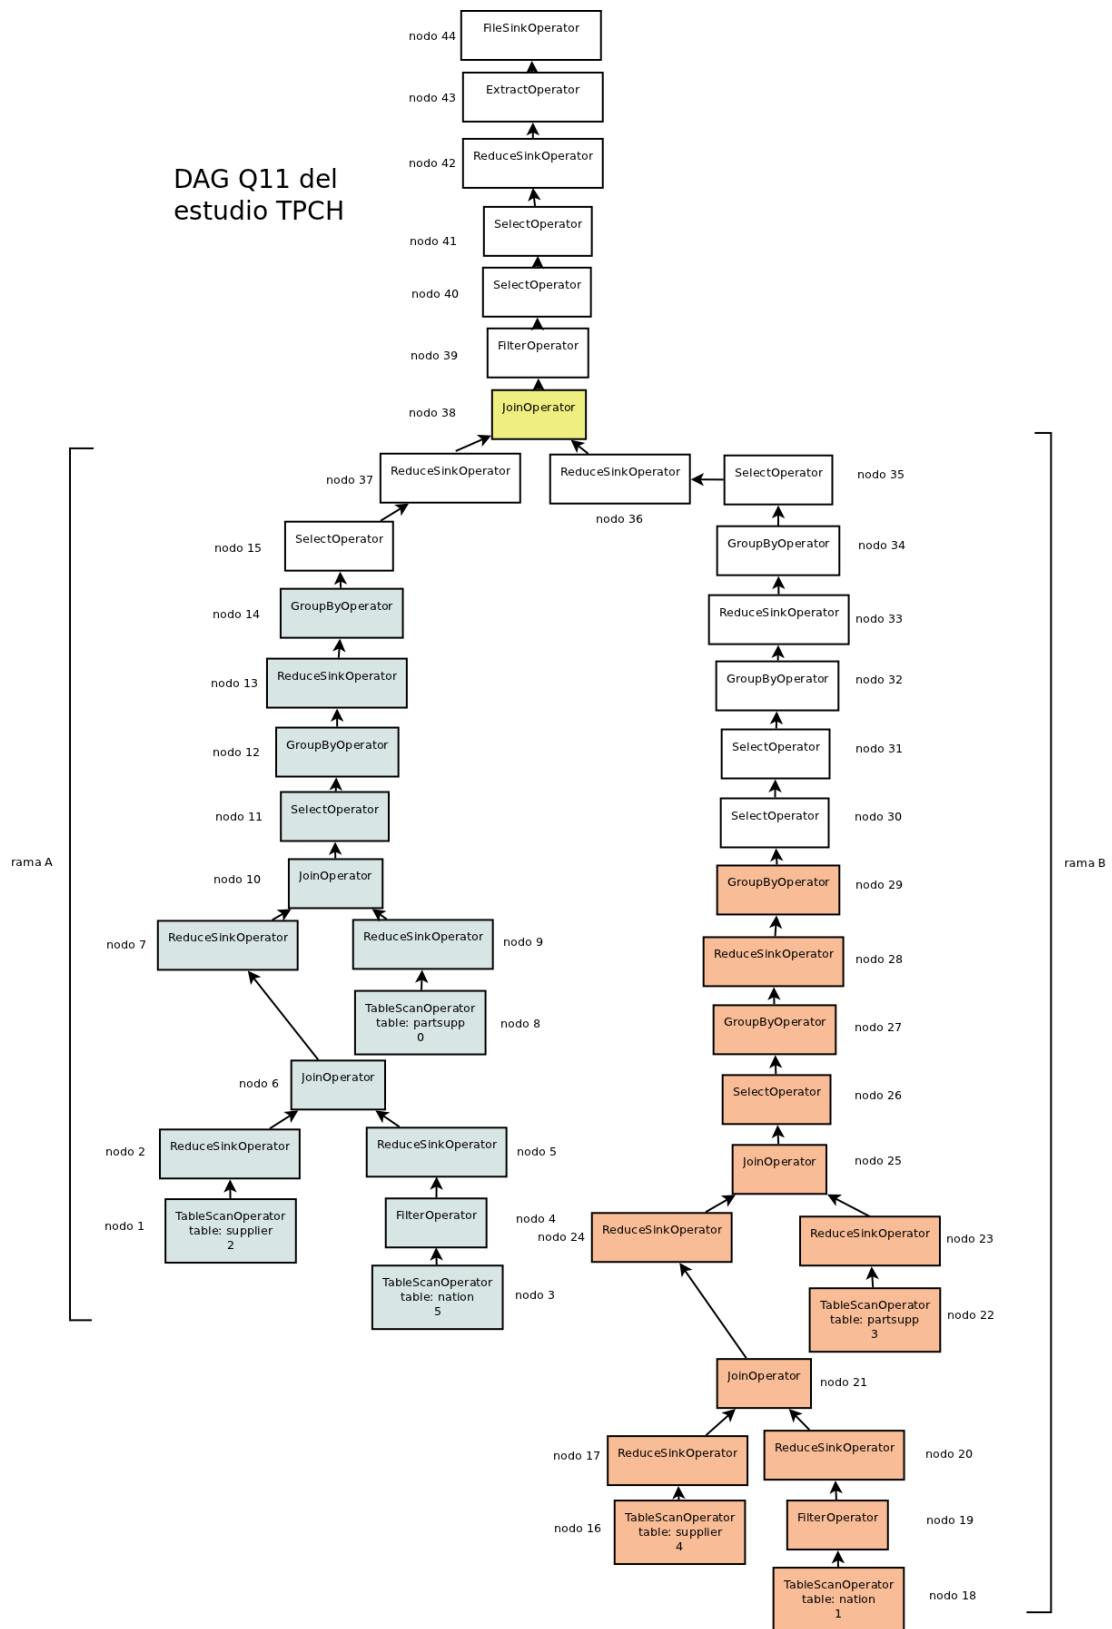 nodo 44
FileSinkOperator
nodo 43
ExtractOperator
nodo 42
ReduceSinkOperator
DAG Q11 del
estudio TPCH
nodo 41
SelectOperator
nodo 40
SelectOperator
nodo 39
FilterOperator
nodo 38
JoinOperator
nodo 37
ReduceSinkOperator
ReduceSinkOperator
nodo 36
SelectOperator
nodo 35
nodo 15
SelectOperator
GroupByOperator
nodo 34
nodo 14
GroupByOperator
ReduceSinkOperator
nodo 33
nodo 13
ReduceSinkOperator
GroupByOperator
nodo 32
nodo 12
GroupByOperator
SelectOperator
nodo 31
nodo 11
SelectOperator
SelectOperator
nodo 30
rama A
rama B
nodo 10
JoinOperator
GroupByOperator
nodo 29
nodo 7
ReduceSinkOperator
ReduceSinkOperator
nodo 9
ReduceSinkOperator
nodo 28
TableScanOperator
table: partsupp
0
nodo 8
GroupByOperator
nodo 27
nodo 6
JoinOperator
SelectOperator
nodo 26
nodo 2
ReduceSinkOperator
ReduceSinkOperator
nodo 5
JoinOperator
nodo 25
nodo 1
TableScanOperator
table: supplier
2
FilterOperator
nodo 4
nodo 24
ReduceSinkOperator
ReduceSinkOperator
nodo 23
TableScanOperator
table: nation
5
nodo 3
TableScanOperator
table: partsupp
3
nodo 22
JoinOperator
nodo 21
nodo 17
ReduceSinkOperator
ReduceSinkOperator
nodo 20
nodo 16
TableScanOperator
table: supplier
4
FilterOperator
nodo 19
TableScanOperator
table: nation
1
nodo 18